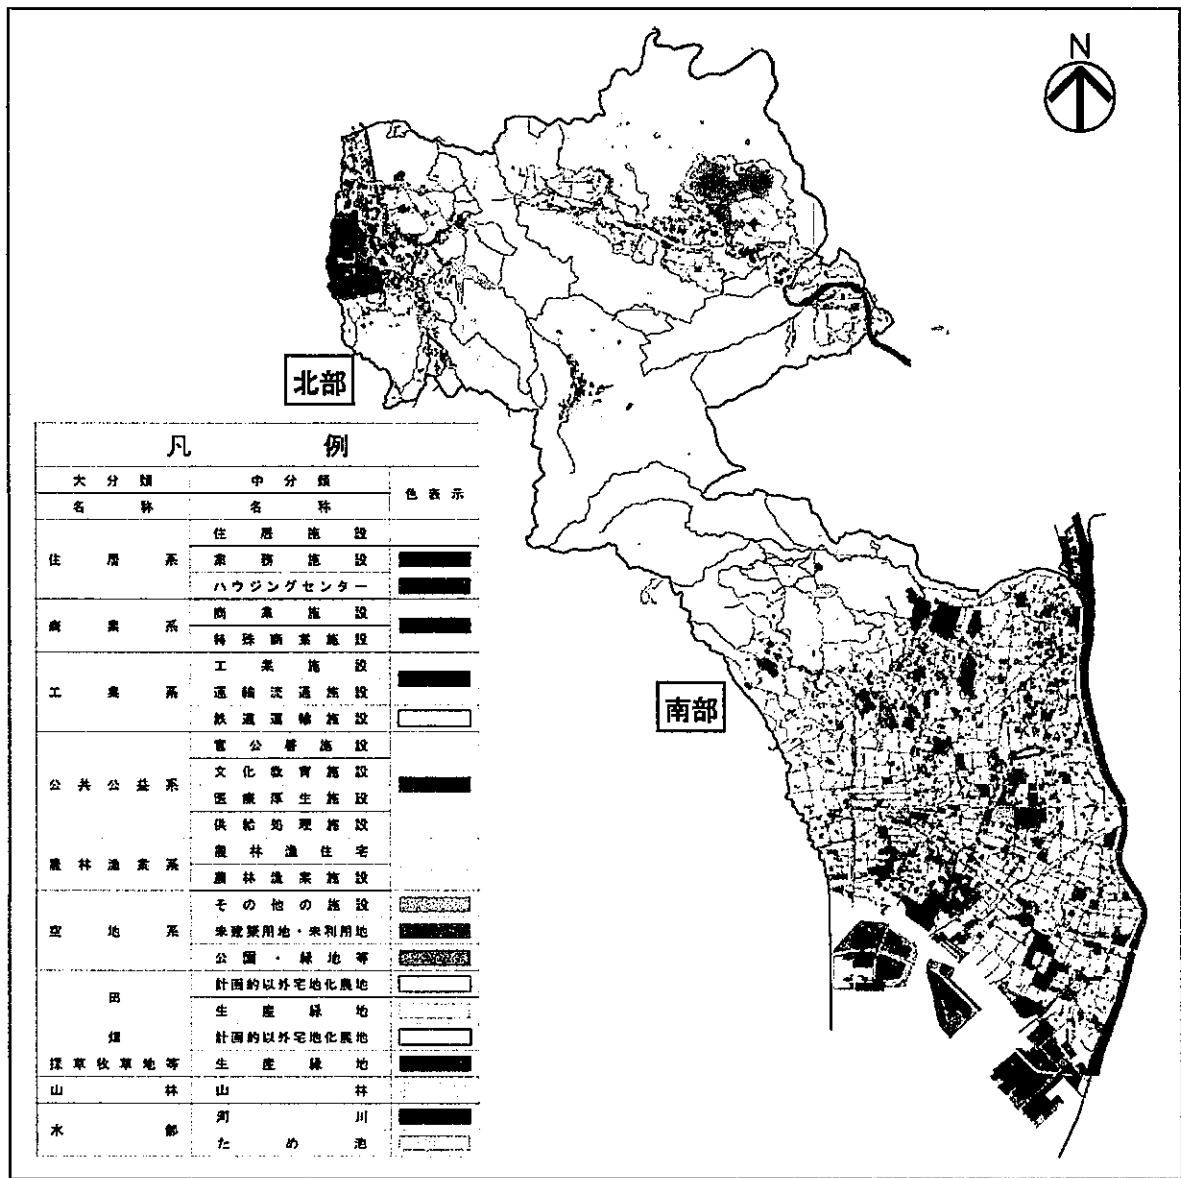 N
北部
南部
凡 例
大分類 中分類 色表示
名称 名称
住居系 住居施設
業務施設
ハウジングセンター
商業系 商業施設
特殊商業施設
工業系 工業施設
運輸流通施設
鉄道運輸施設
公共公益系 官公署施設
文化教育施設
医療厚生施設
供給処理施設
農林漁業系 農林漁住宅
農林漁業施設
空地系 その他の施設
未建築用地・未利用地
公園・緑地等
田 計画的以外宅地化農地
生産緑地
畑 計画的以外宅地化農地
採草牧草地等 生産緑地
山林 山林
水部 河川
ため池